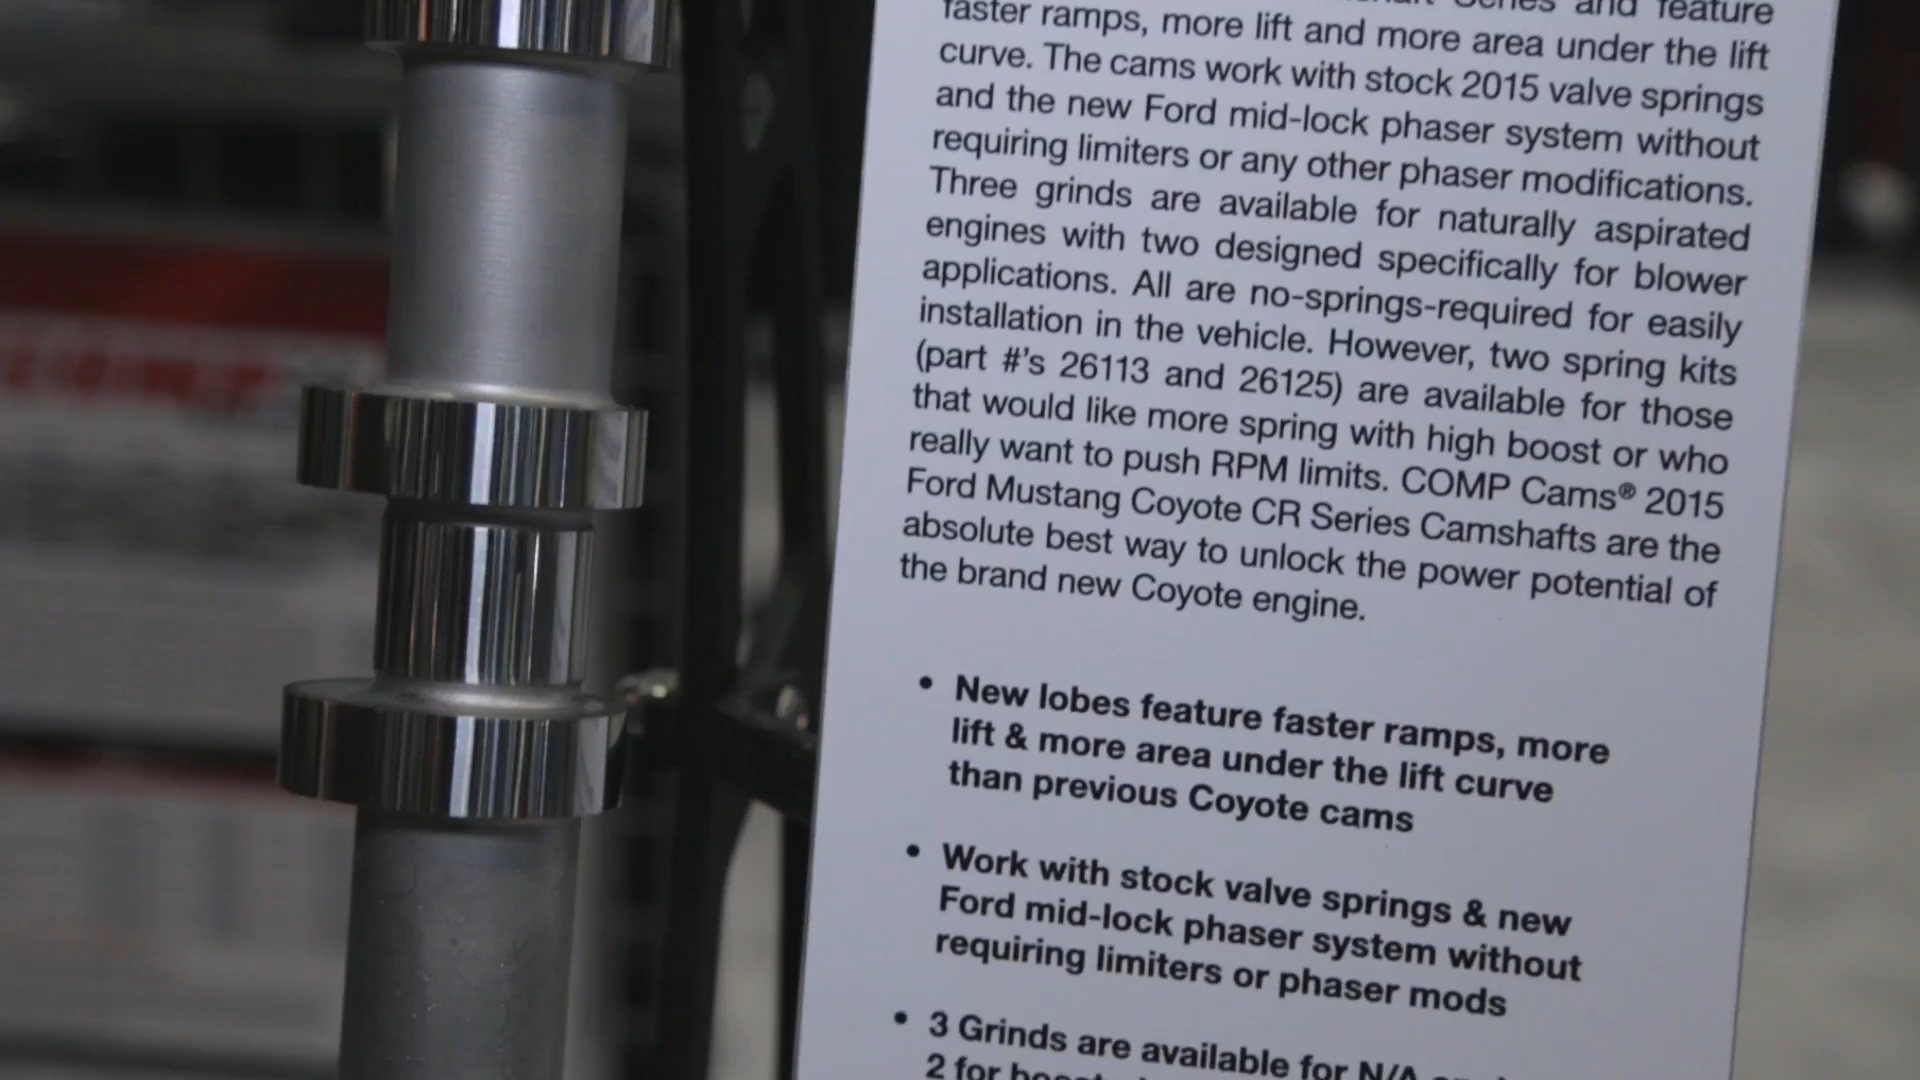 Series and feature
faster ramps, more lift and more area under the lift
curve. The cams work with stock 2015 valve springs
and the new Ford mid-lock phaser system without
requiring limiters or any other phaser modifications.
Three grinds are available for naturally aspirated
engines with two designed specifically for blower
applications. All are no-springs-required for easily
installation in the vehicle. However, two spring kits
(part #'s 26113 and 26125) are available for those
that would like more spring with high boost or who
really want to push RPM limits. COMP Cams® 2015
Ford Mustang Coyote CR Series Camshafts are the
absolute best way to unlock the power potential of
the brand new Coyote engine.
• New lobes feature faster ramps, more
lift & more area under the lift curve
than previous Coyote cams
• Work with stock valve springs & new
Ford mid-lock phaser system without
requiring limiters or phaser mods
• 3 Grinds are available for N/A
2 for